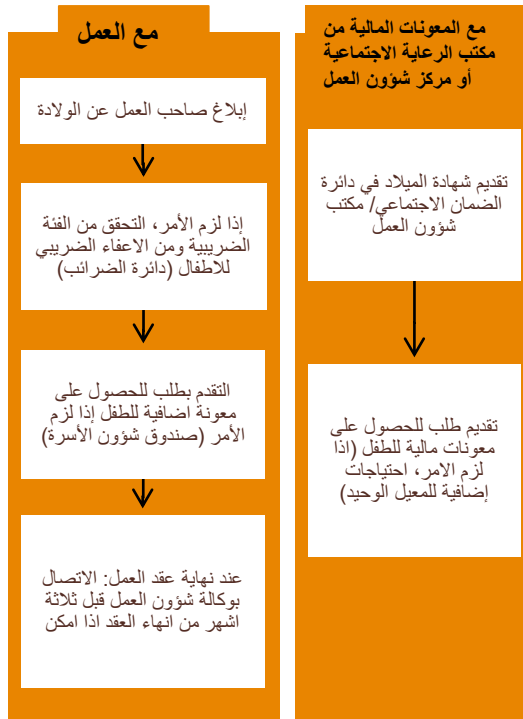 مع المعونات المالية من
مكتب الرعاية الاجتماعية
أو مركز شؤون العمل
تقديم شهادة الميلاد في دائرة
الضمان الاجتماعي/ مكتب
شؤون العمل
تقديم طلب للحصول على
معونات مالية للطفل (اذا
لزم الامر، احتياجات
إضافية للمعيل الوحيد)
مع العمل
إبلاغ صاحب العمل عن الولادة
إذا لزم الأمر، التحقق من الفئة
الضريبية ومن الاعفاء الضريبي
للاطفال (دائرة الضرائب)
التقدم بطلب للحصول على
معونة اضافية للطفل إذا لزم
الأمر (صندوق شؤون الأسرة)
عند نهاية عقد العمل: الاتصال
بوكالة شؤون العمل قبل ثلاثة
اشهر من انهاء العقد اذا امكن